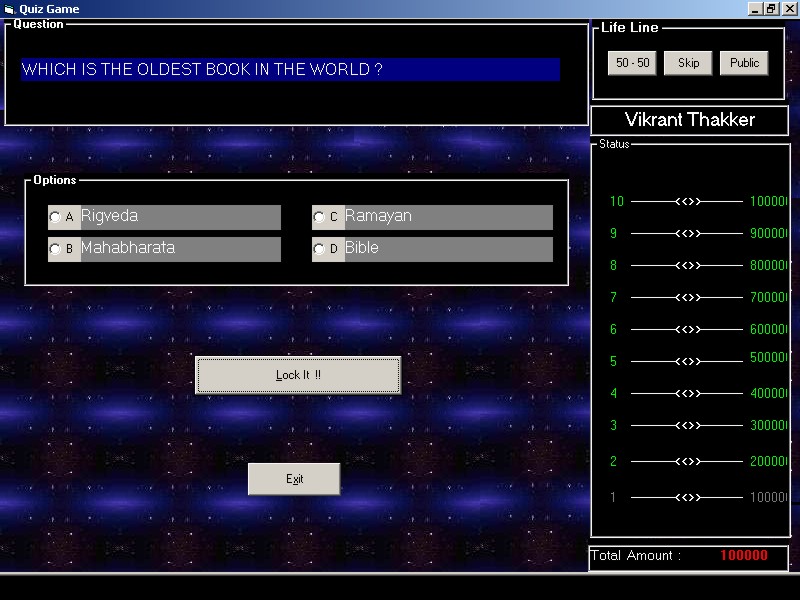 Quiz Game
Question
WHICH IS THE OLDEST BOOK IN THE WORLD ?
Options
A Rigveda
C Ramayan
B Mahabharata
D Bible
Lock It !!
Exit
Life Line
50 - 50 Skip Public
Vikrant Thakker
Status
10 <<>> 10000
9 <<>> 90000
8 <<>> 80000
7 <<>> 70000
6 <<>> 60000
5 <<>> 50000
4 <<>> 40000
3 <<>> 30000
2 <<>> 20000
1 <<>> 10000
Total Amount : 100000